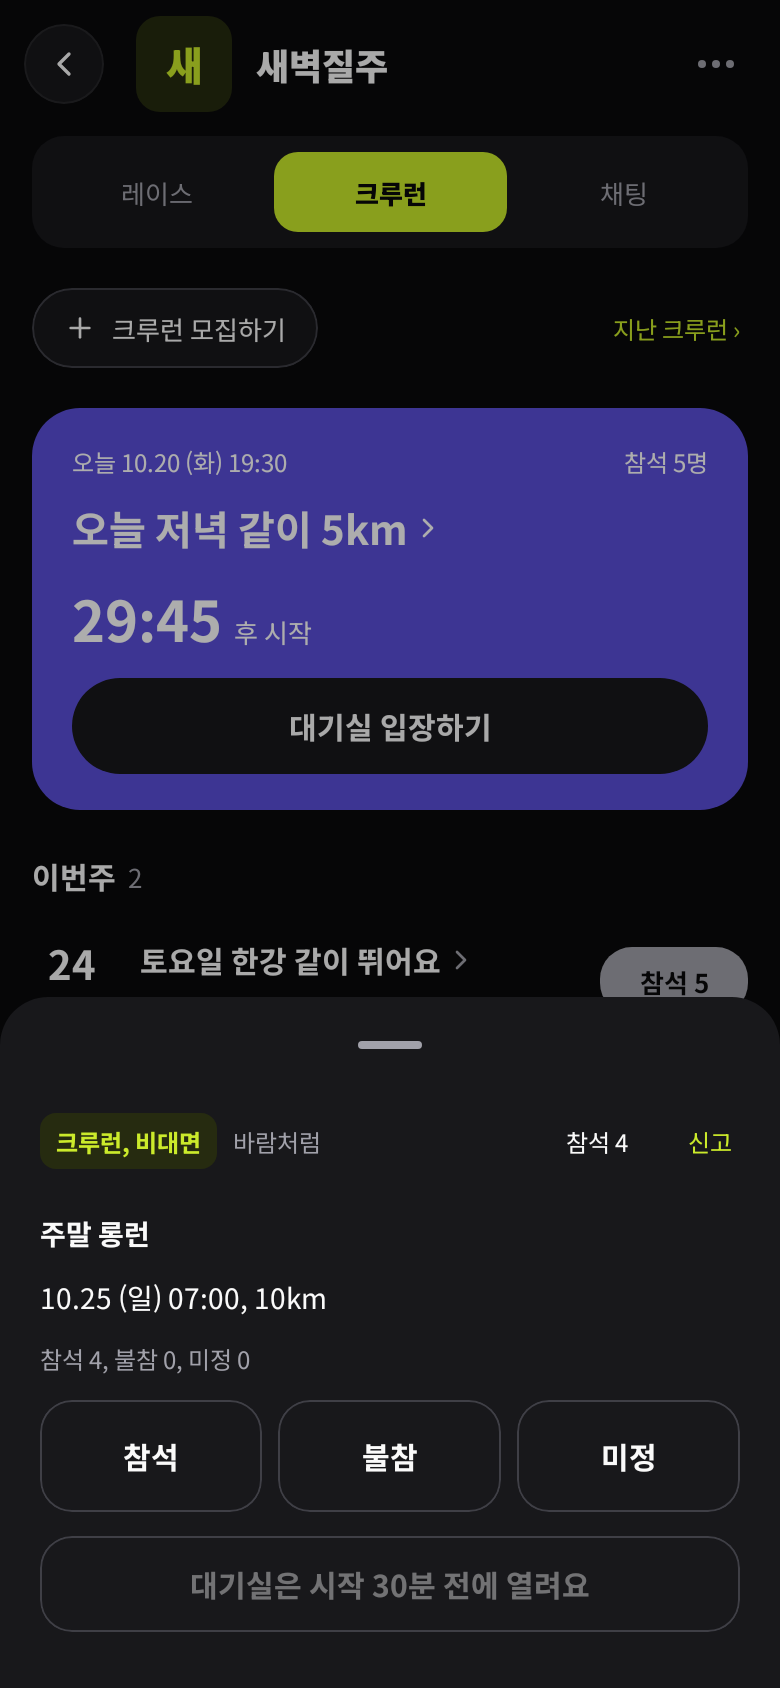 새 새벽질주
레이스 크루런 채팅
크루런 모집하기 지난 크루런 ›
오늘 10.20 (화) 19:30 참석 5명
오늘 저녁 같이 5km
29:45 후 시작
대기실 입장하기
이번주 2
24 토요일 한강 같이 뛰어요 참석 5
크루런, 비대면 바람처럼 참석 4 신고
주말 롱런
10.25 (일) 07:00, 10km
참석 4, 불참 0, 미정 0
참석 불참 미정
대기실은 시작 30분 전에 열려요